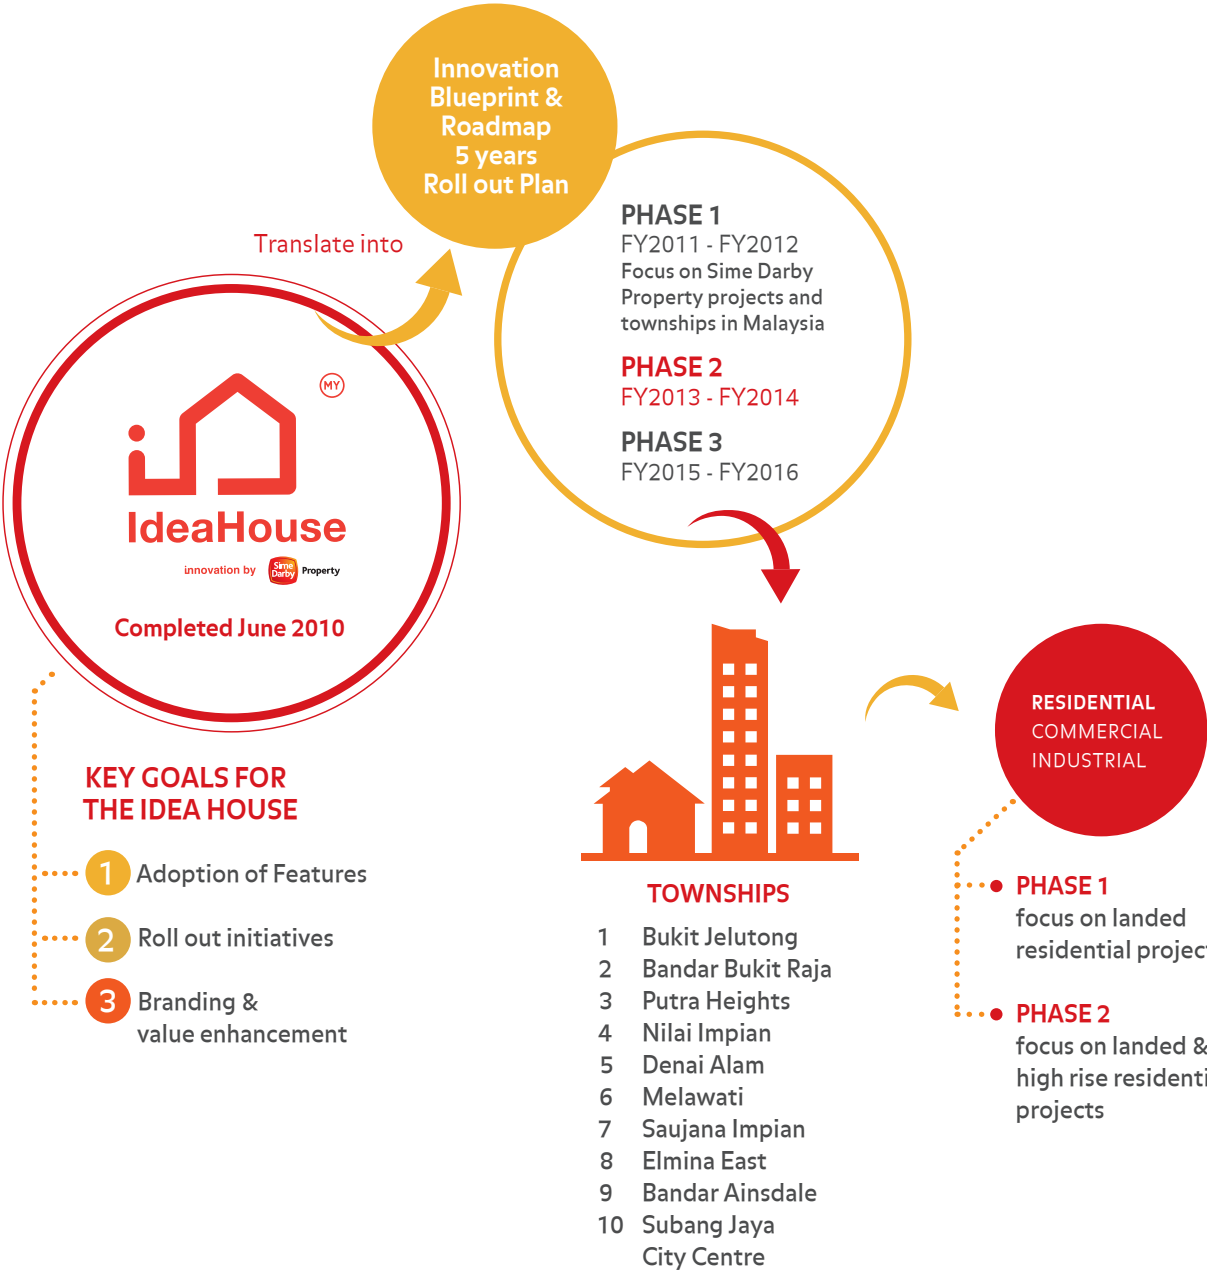 Innovation
Blueprint &
Roadmap
5 years
Roll out Plan
Translate into
PHASE 1
FY2011 - FY2012
Focus on Sime Darby
Property projects and
townships in Malaysia
PHASE 2
FY2013 - FY2014
PHASE 3
FY2015 - FY2016
MY
IdeaHouse
innovation by Sime Darby Property
Completed June 2010
KEY GOALS FOR
THE IDEA HOUSE
1 Adoption of Features
2 Roll out initiatives
3 Branding &
value enhancement
TOWNSHIPS
1 Bukit Jelutong
2 Bandar Bukit Raja
3 Putra Heights
4 Nilai Impian
5 Denai Alam
6 Melawati
7 Saujana Impian
8 Elmina East
9 Bandar Ainsdale
10 Subang Jaya
City Centre
RESIDENTIAL
COMMERCIAL
INDUSTRIAL
PHASE 1
focus on landed
residential projec
PHASE 2
focus on landed &
high rise residenti
projects